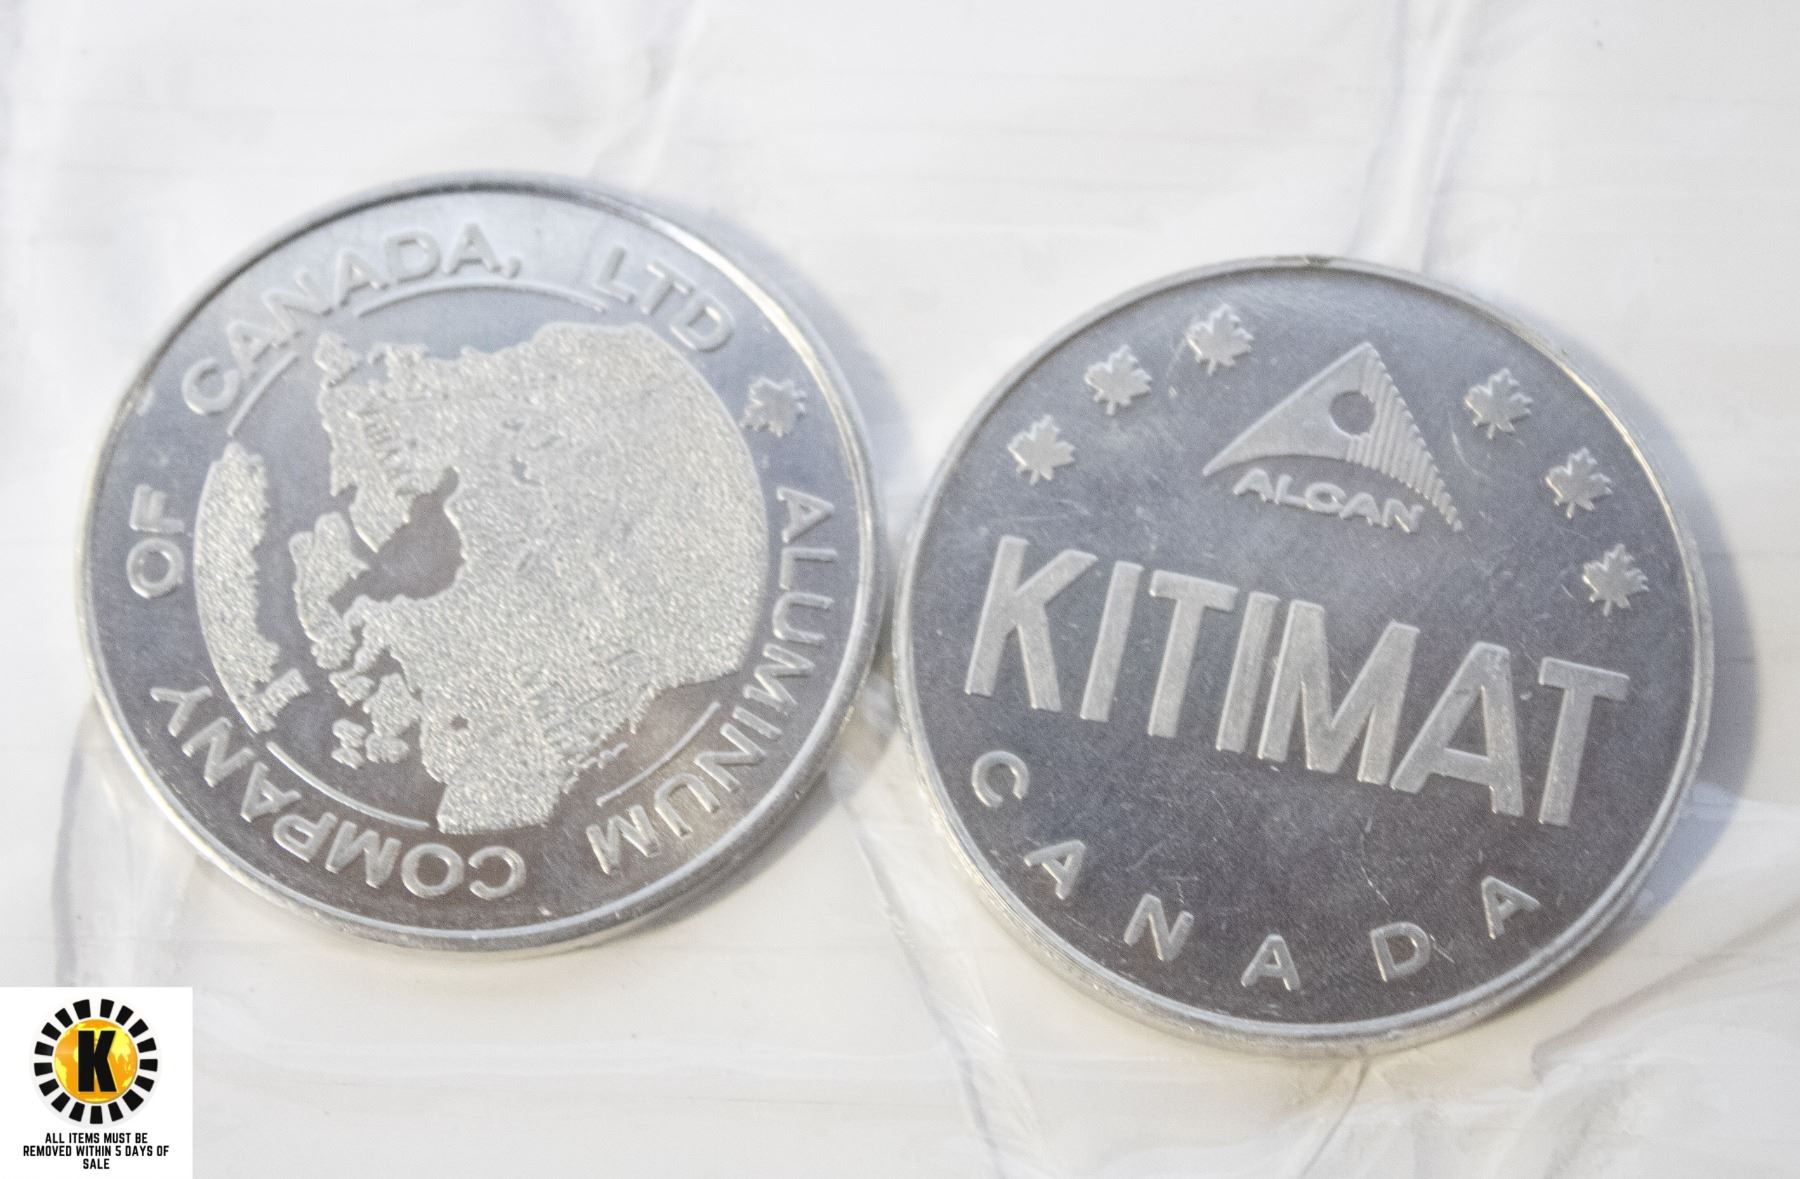 ALUMINUM COMPANY OF CANADA, LTD
ALCAN
KITIMAT
CANADA
K
ALL ITEMS MUST BE
REMOVED WITHIN 5 DAYS OF
SALE